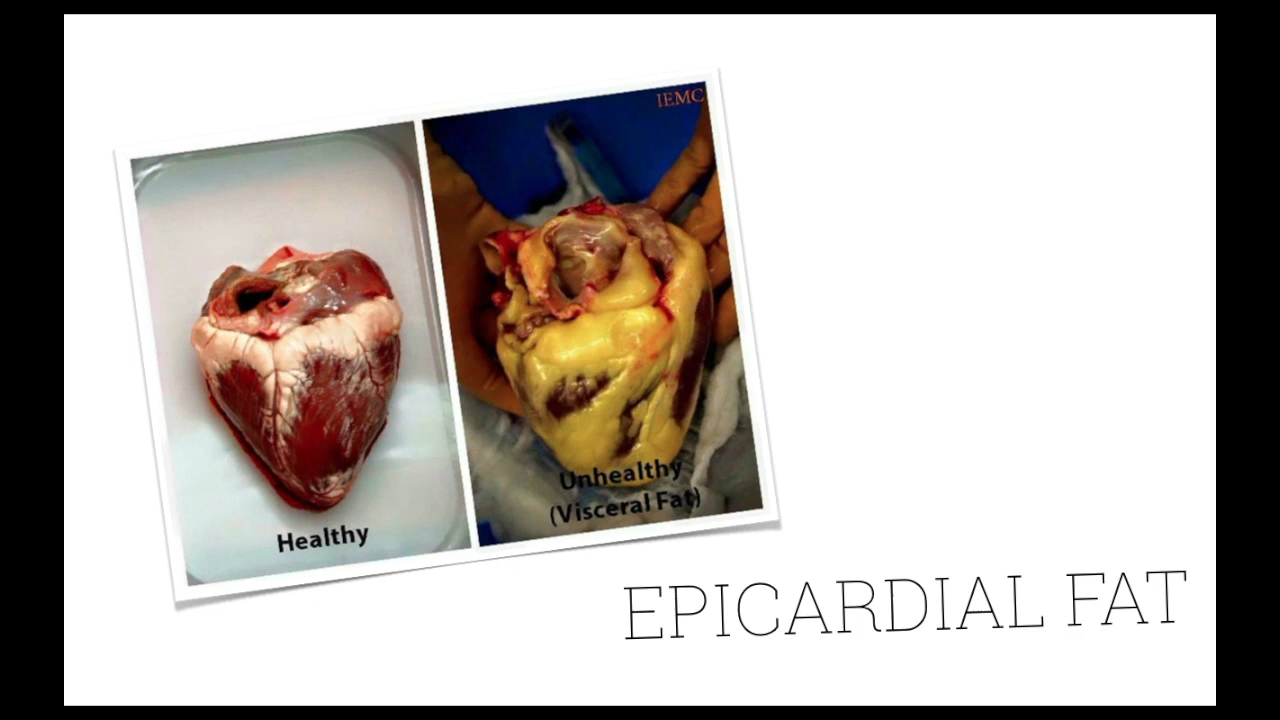 IEMC
Healthy
Unhealthy
(Visceral Fat)
EPICARDIAL FAT